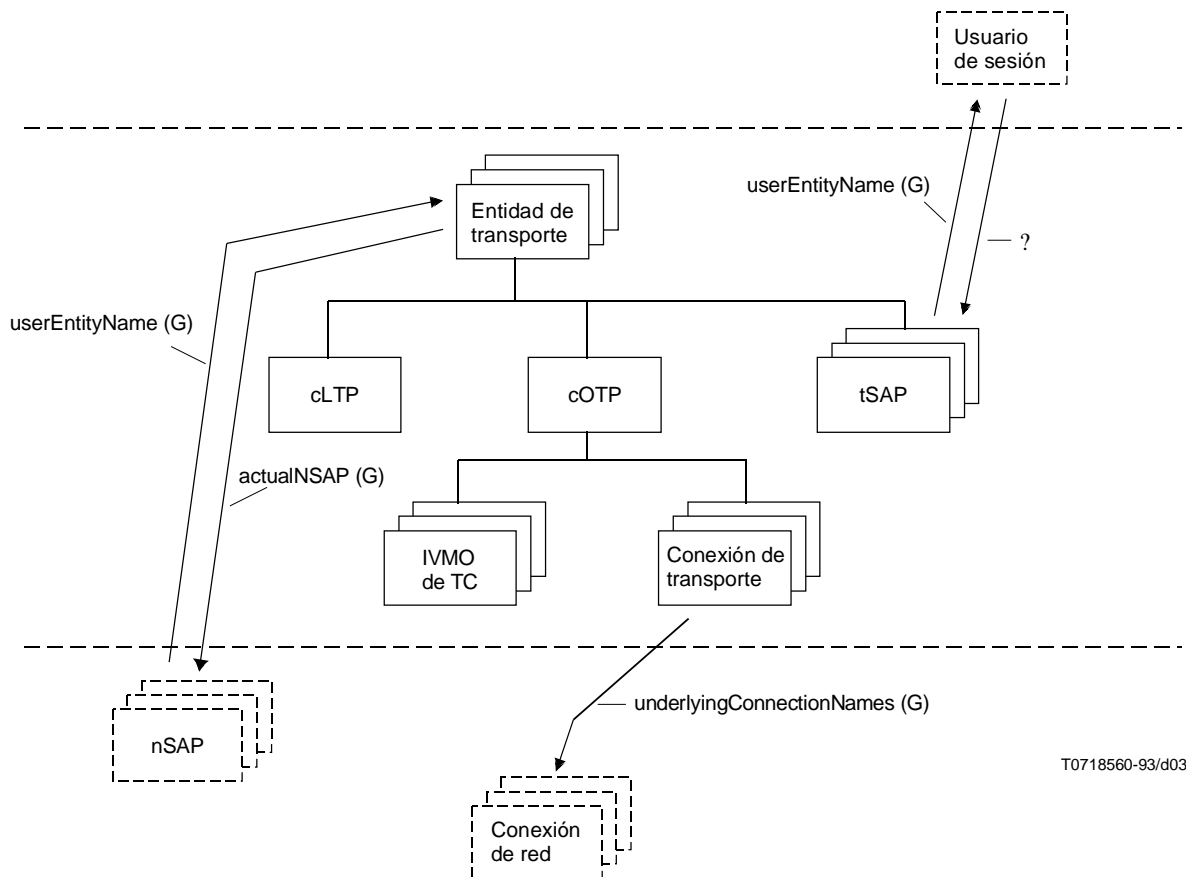 Usuario
de sesión
userEntityName (G)
?
Entidad de
transporte
userEntityName (G)
cLTP
cOTP
tSAP
actualNSAP (G)
IVMO
de TC
Conexión de
transporte
underlyingConnectionNames (G)
nSAP
T0718560-93/d03
Conexión
de red